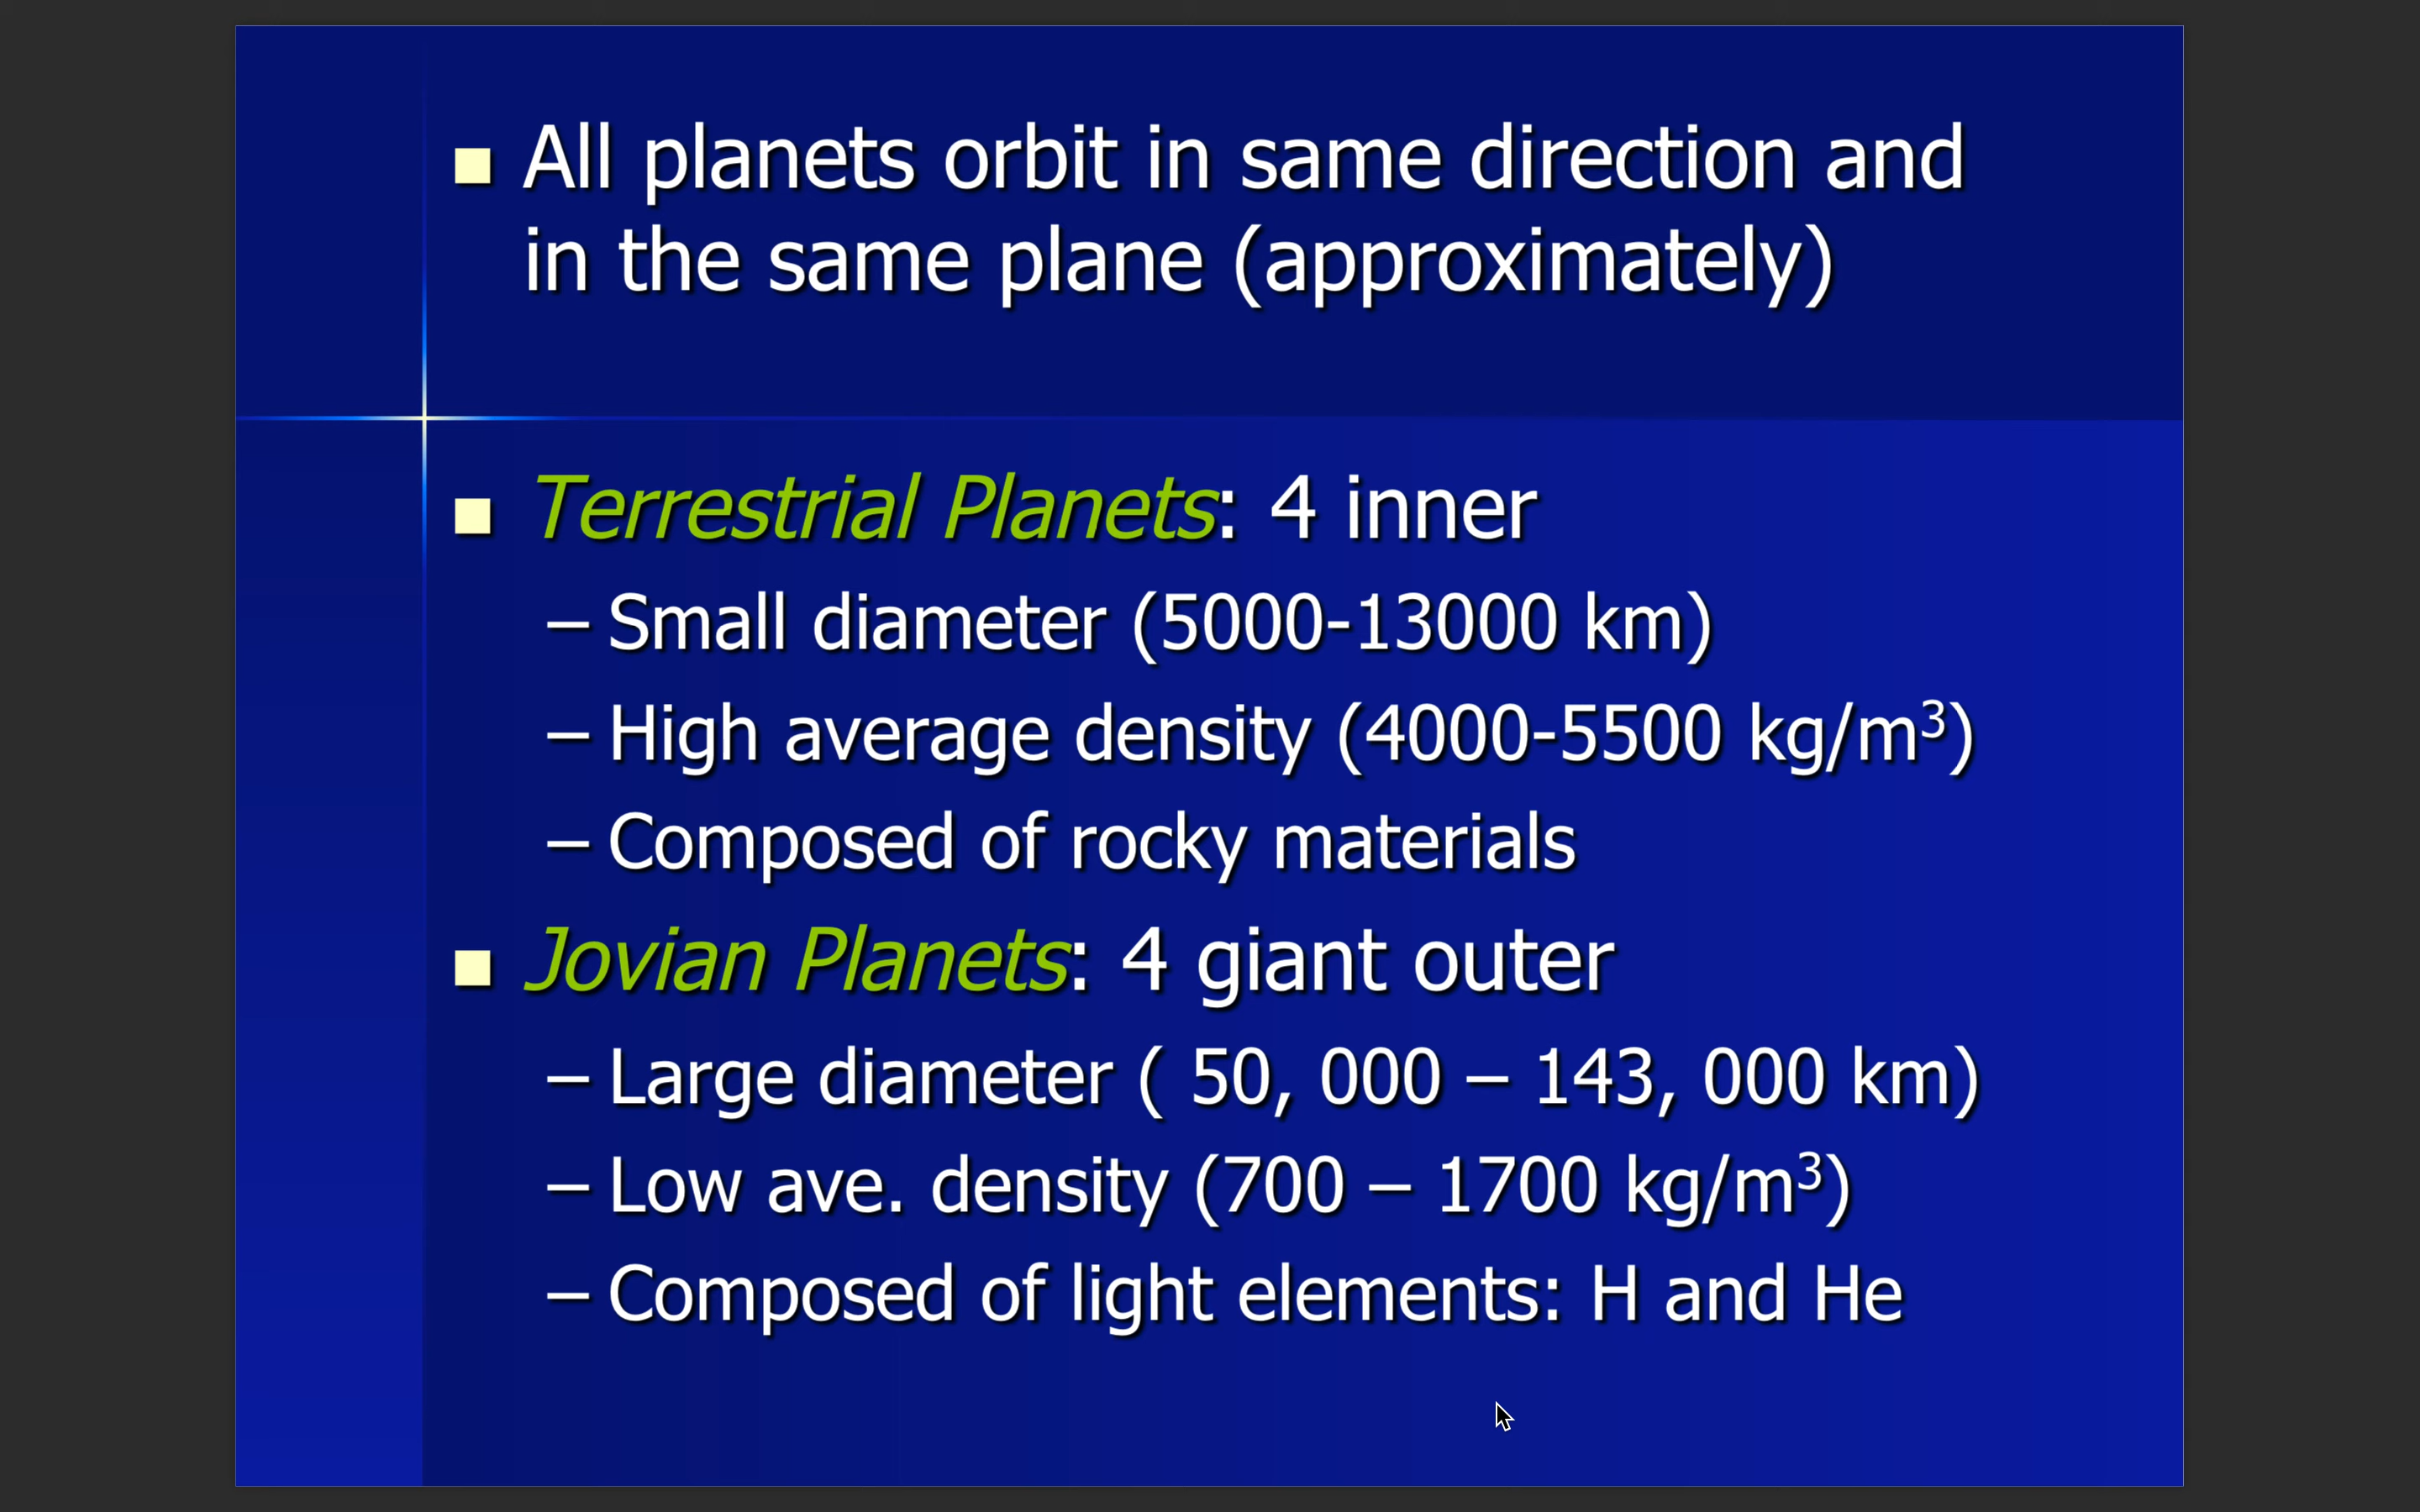 ■ All planets orbit in same direction and
in the same plane (approximately)
■ Terrestrial Planets: 4 inner
– Small diameter (5000-13000 km)
– High average density (4000-5500 kg/m³)
– Composed of rocky materials
■ Jovian Planets: 4 giant outer
– Large diameter ( 50, 000 – 143, 000 km)
– Low ave. density (700 – 1700 kg/m³)
– Composed of light elements: H and He